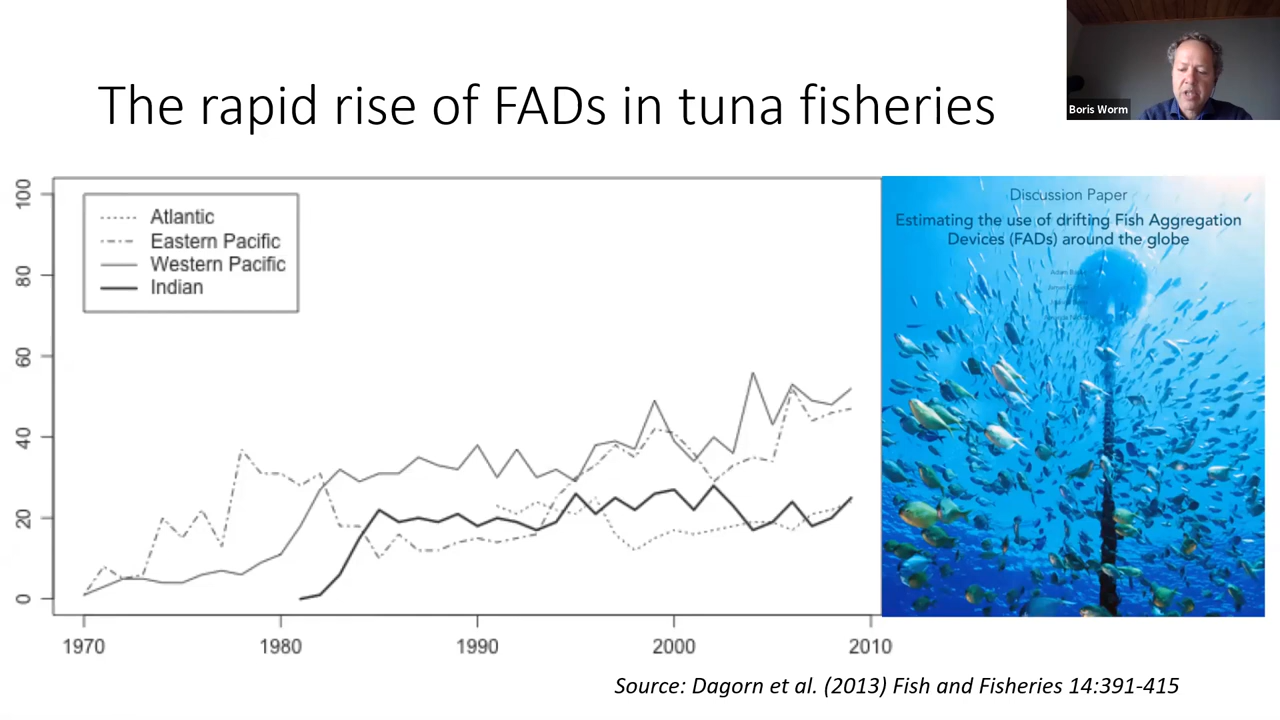 The rapid rise of FADs in tuna fisheries
Boris Worm
100
80
60
40
20
0
Atlantic
Eastern Pacific
Western Pacific
Indian
1970
1980
1990
2000
2010
Discussion Paper
Estimating the use of drifting Fish Aggregation
Devices (FADs) around the globe
Source: Dagorn et al. (2013) Fish and Fisheries 14:391-415